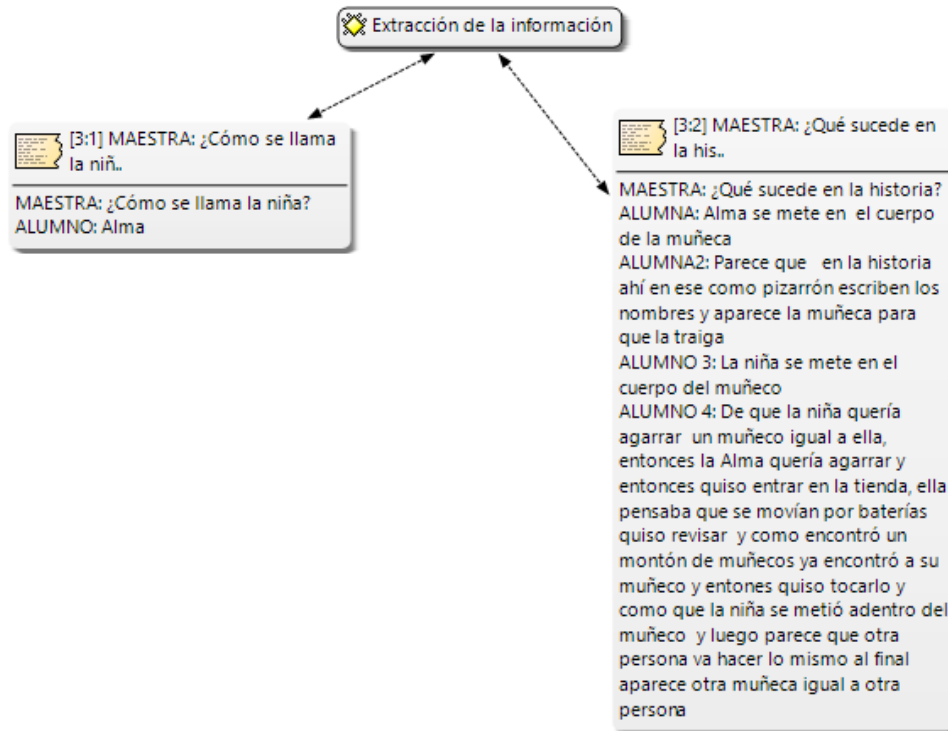 Extracción de la información
[3:1] MAESTRA: ¿Cómo se llama
la niñ..
MAESTRA: ¿Cómo se llama la niña?
ALUMNO: Alma
[3:2] MAESTRA: ¿Qué sucede en
la his..
MAESTRA: ¿Qué sucede en la historia?
ALUMNA: Alma se mete en  el cuerpo
de la muñeca
ALUMNA2: Parece que   en la historia
ahí en ese como pizarrón escriben los
nombres y aparece la muñeca para
que la traiga
ALUMNO 3: La niña se mete en el
cuerpo del muñeco
ALUMNO 4: De que la niña quería
agarrar  un muñeco igual a ella,
entonces la Alma quería agarrar y
entonces quiso entrar en la tienda, ella
pensaba que se movían por baterías
quiso revisar  y como encontró un
montón de muñecos ya encontró a su
muñeco y entones quiso tocarlo y
como que la niña se metió adentro del
muñeco  y luego parece que otra
persona va hacer lo mismo al final
aparece otra muñeca igual a otra
persona